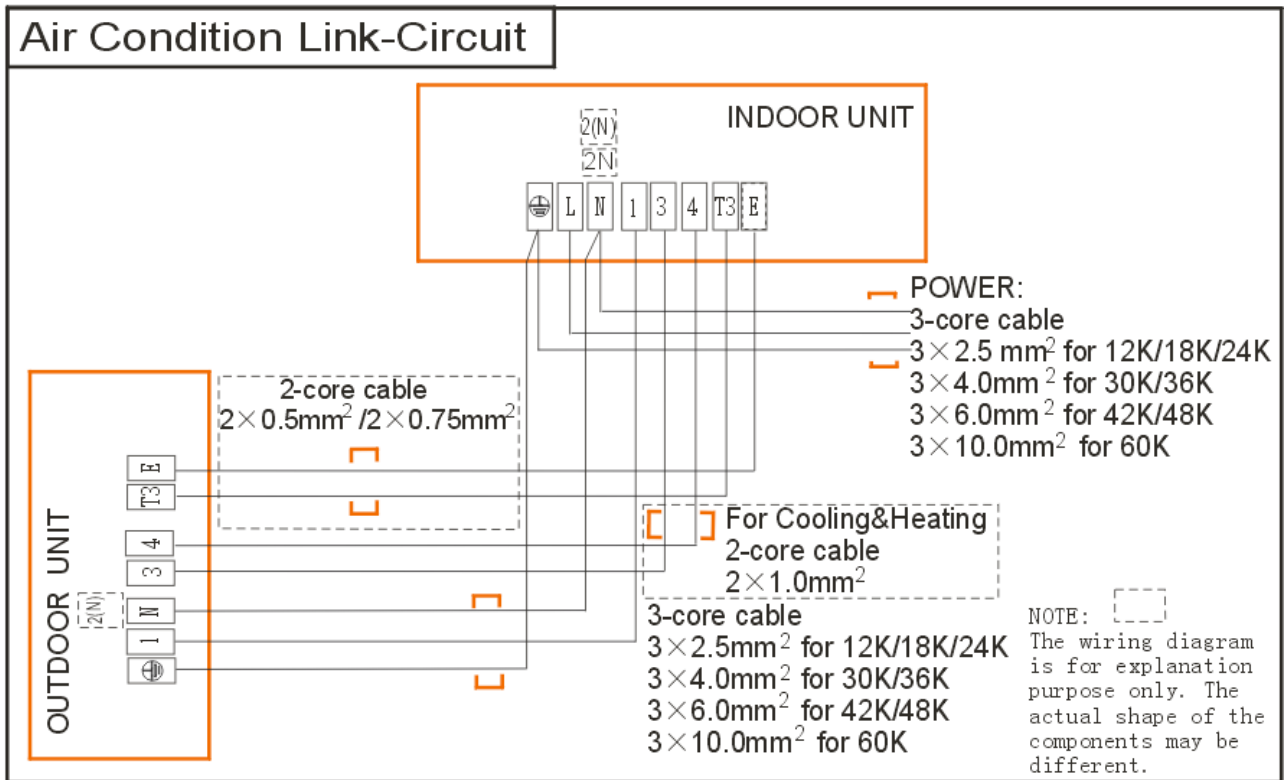 Air Condition Link-Circuit
INDOOR UNIT
2(N)
2N
L N 1 3 4 T3 E
POWER:
3-core cable
3×2.5 mm² for 12K/18K/24K
3×4.0mm² for 30K/36K
3×6.0mm² for 42K/48K
3×10.0mm² for 60K
2-core cable
2×0.5mm²/2×0.75mm²
OUTDOOR UNIT
E
T3
4
3
2(N)
N
1
For Cooling&Heating
2-core cable
2×1.0mm²
3-core cable
3×2.5mm² for 12K/18K/24K
3×4.0mm² for 30K/36K
3×6.0mm² for 42K/48K
3×10.0mm² for 60K
NOTE:
The wiring diagram
is for explanation
purpose only. The
actual shape of the
components may be
different.